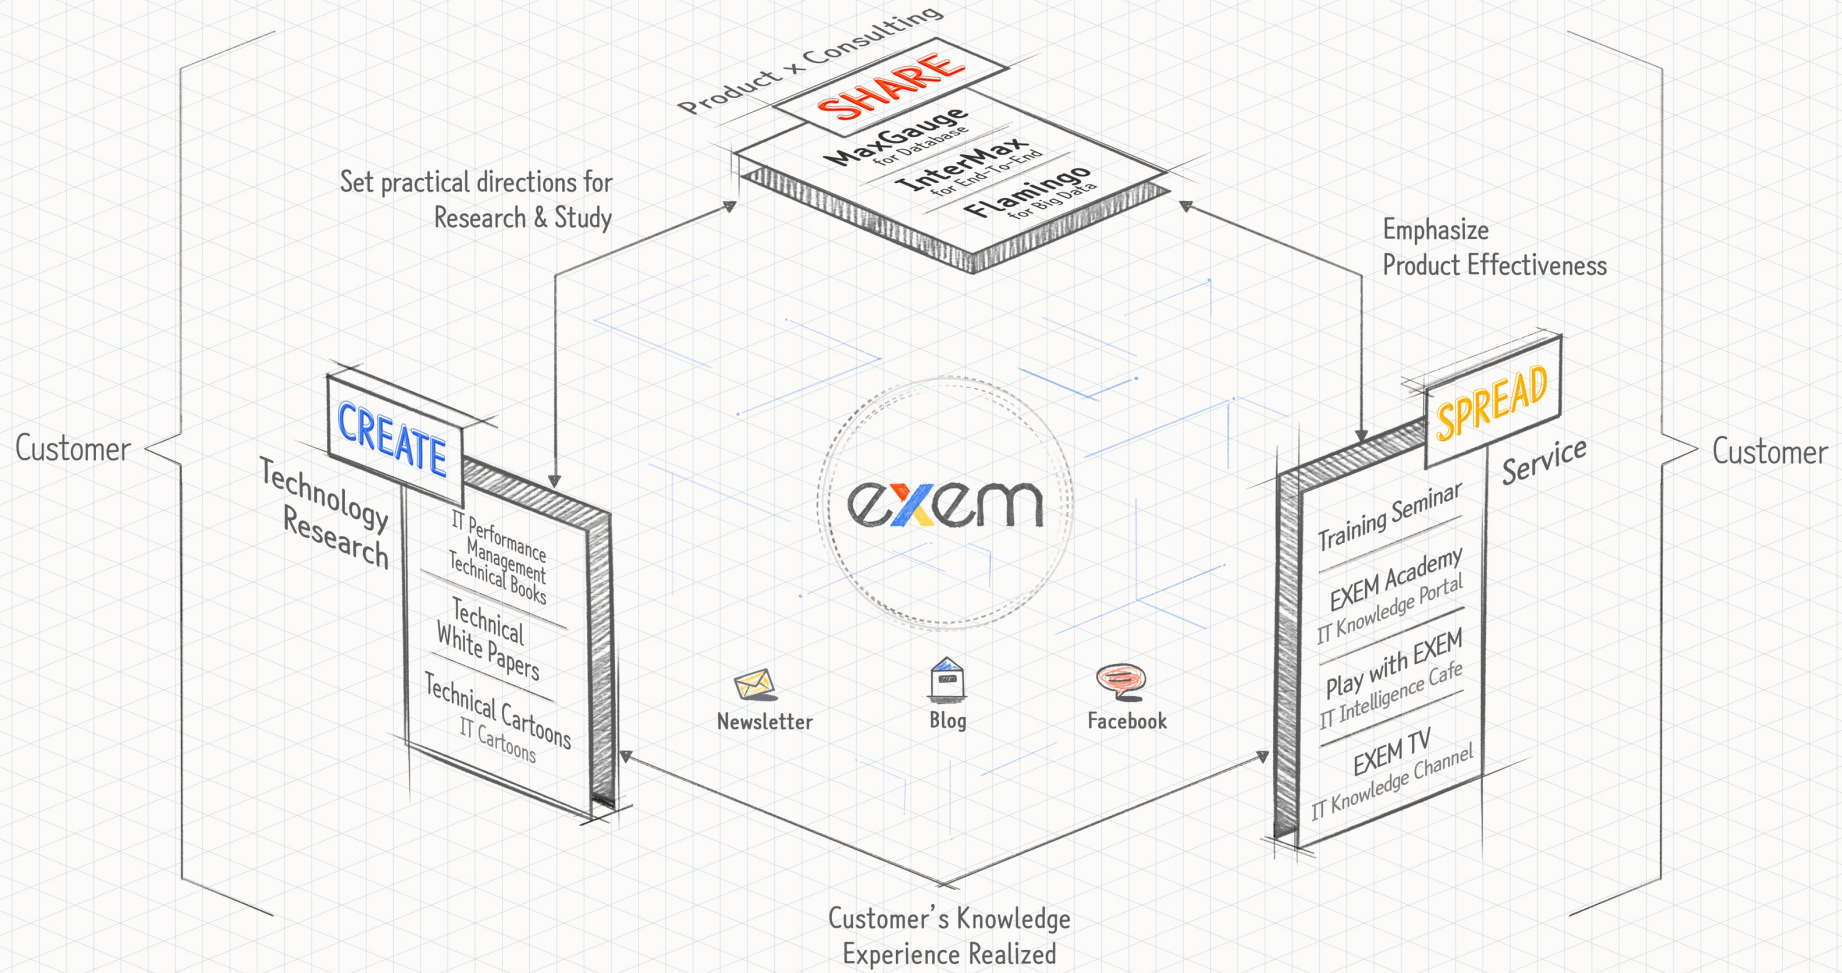 Product x Consulting
SHARE
MaxGauge
for Database
InterMax
for End-To-End
Flamingo
for Big Data
Set practical directions for
Research & Study
Emphasize
Product Effectiveness
Customer
CREATE
Technology
Research
IT Performance
Management
Technical Books
Technical
White Papers
Technical Cartoons
IT Cartoons
exem
Newsletter
Blog
Facebook
SPREAD
Service
Training Seminar
EXEM Academy
IT Knowledge Portal
Play with EXEM
IT Intelligence Cafe
EXEM TV
IT Knowledge Channel
Customer
Customer's Knowledge
Experience Realized